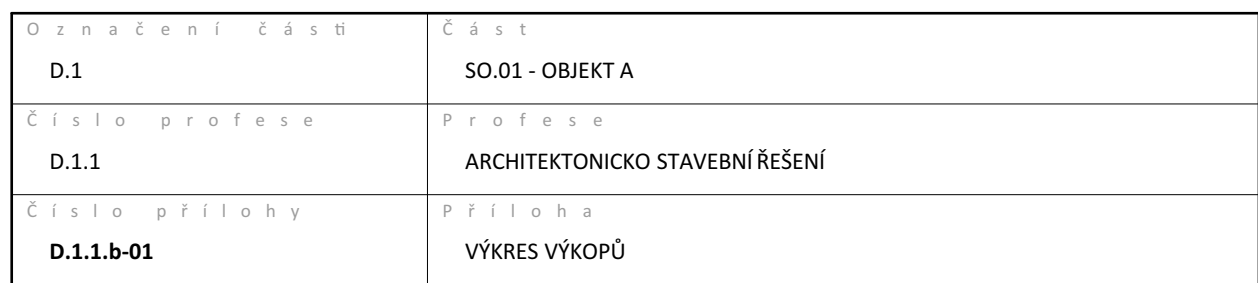 Označení části
Část
D.1
SO.01 - OBJEKT A
Číslo profese
Profese
D.1.1
ARCHITEKTONICKO STAVEBNÍ ŘEŠENÍ
Číslo přílohy
Příloha
D.1.1.b-01
VÝKRES VÝKOPŮ